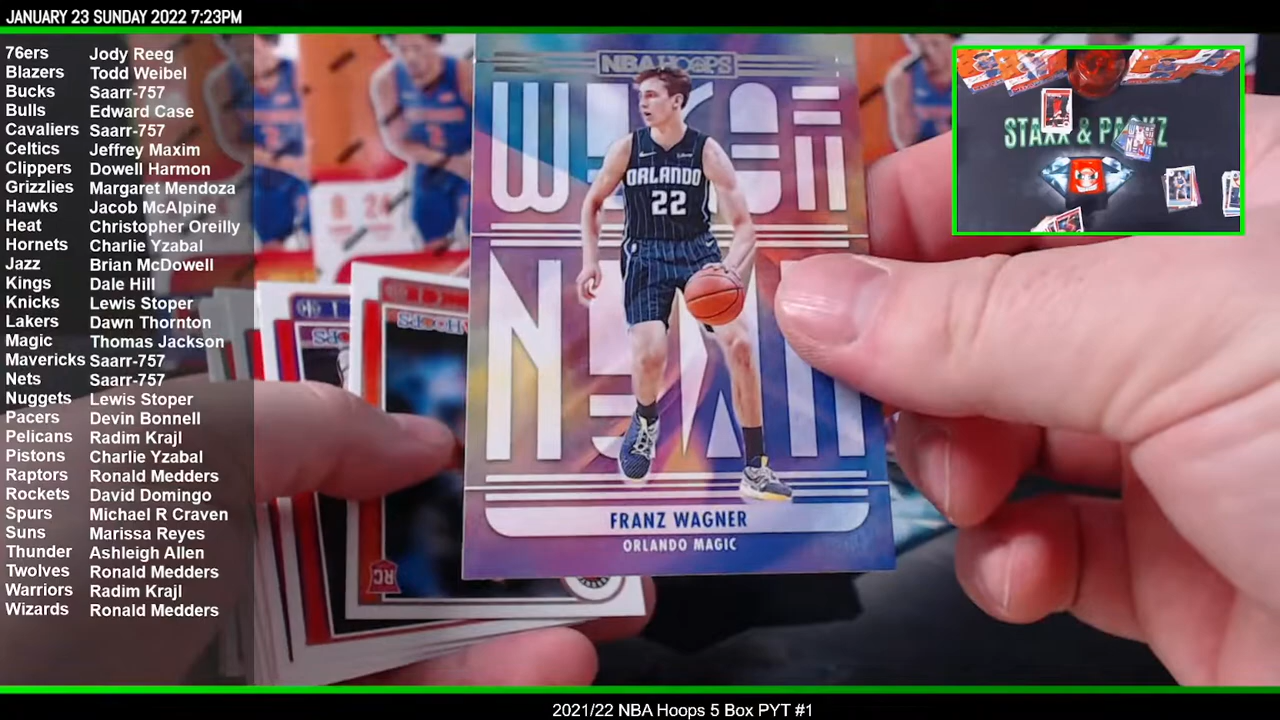 JANUARY 23 SUNDAY 2022 7:23PM
76ers Jody Reeg
Blazers Todd Weibel
Bucks Saarr-757
Bulls Edward Case
Cavaliers Saarr-757
Celtics Jeffrey Maxim
Clippers Dowell Harmon
Grizzlies Margaret Mendoza
Hawks Jacob McAlpine
Heat Christopher Oreilly
Hornets Charlie Yzabal
Jazz Brian McDowell
Kings Dale Hill
Knicks Lewis Stoper
Lakers Dawn Thornton
Magic Thomas Jackson
Mavericks Saarr-757
Nets Saarr-757
Nuggets Lewis Stoper
Pacers Devin Bonnell
Pelicans Radim Krajl
Pistons Charlie Yzabal
Raptors Ronald Medders
Rockets David Domingo
Spurs Michael R Craven
Suns Marissa Reyes
Thunder Ashleigh Allen
Twolves Ronald Medders
Warriors Radim Krajl
Wizards Ronald Medders
NBA HOOPS
ORLANDO
22
FRANZ WAGNER
ORLANDO MAGIC
RC
STAXX & PACKZ
2021/22 NBA Hoops 5 Box PYT #1